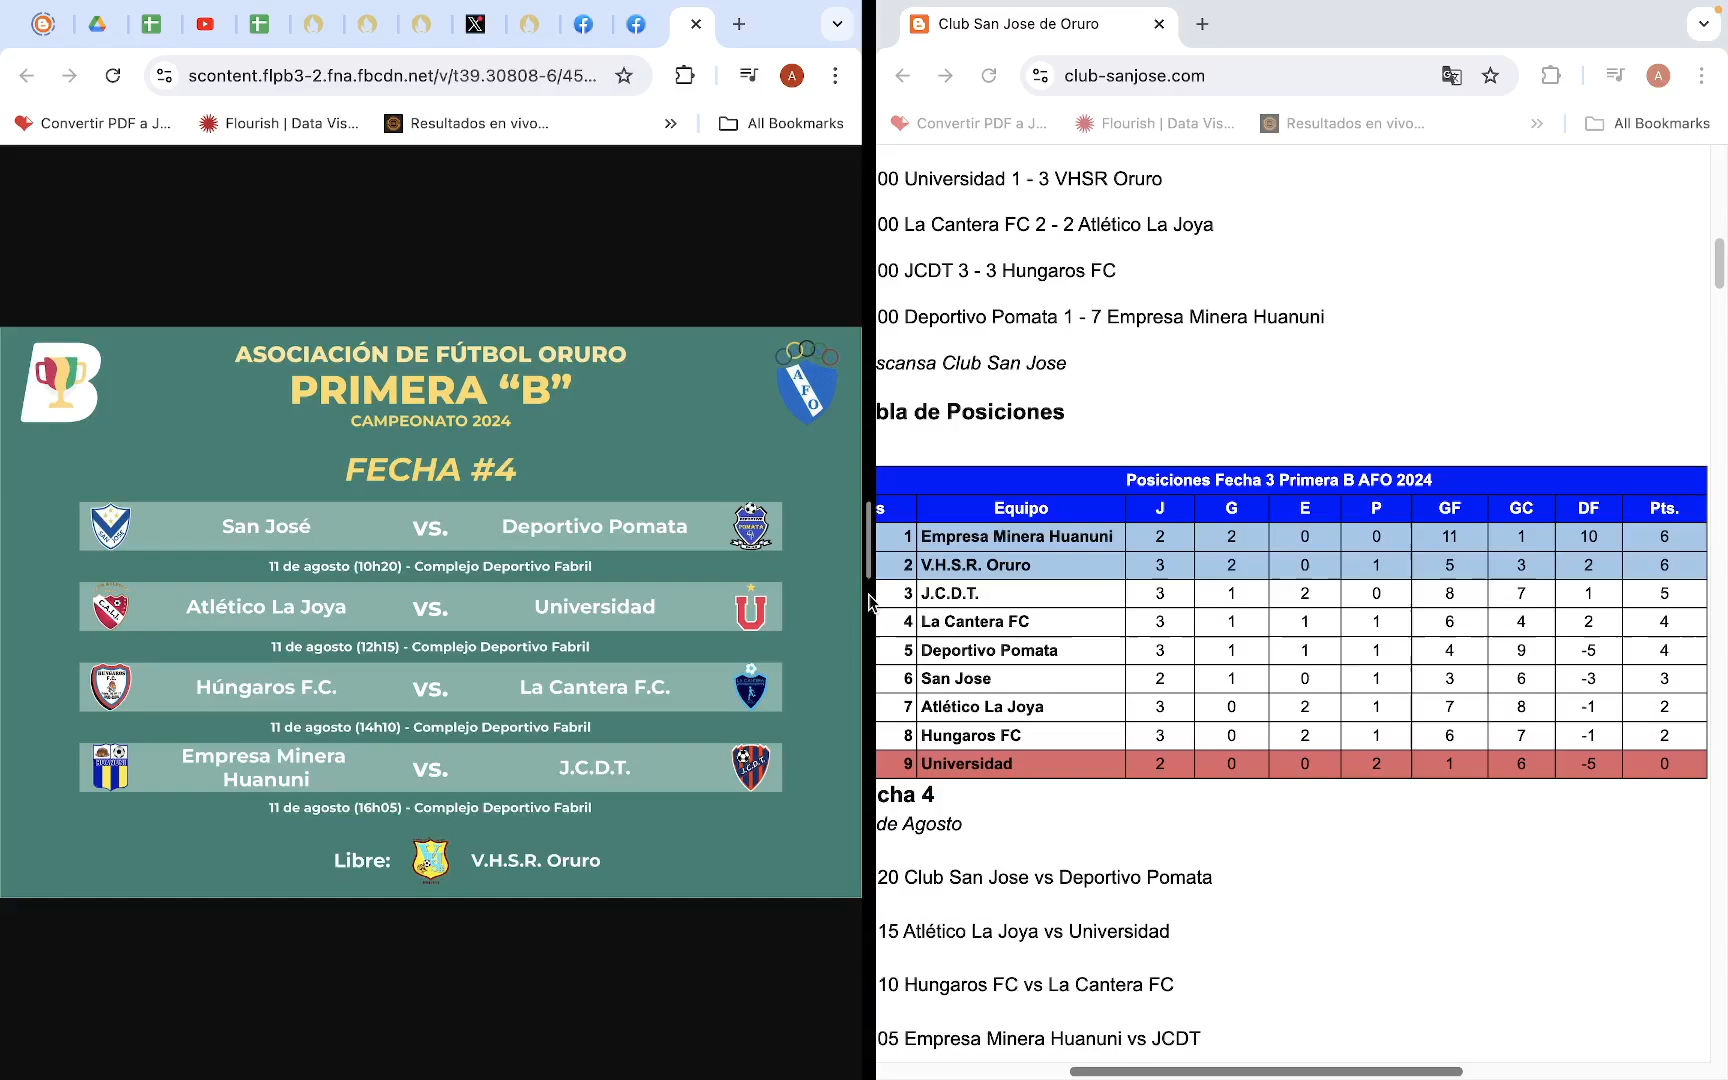 scontent.flpb3-2.fna.fbcdn.net/v/t39.30808-6/45...
A
Convertir PDF a J...
Flourish | Data Vis...
Resultados en vivo...
All Bookmarks
ASOCIACIÓN DE FÚTBOL ORURO
PRIMERA “B”
CAMPEONATO 2024
AFO
FECHA #4
San José VS. Deportivo Pomata
11 de agosto (10h20) - Complejo Deportivo Fabril
Atlético La Joya VS. Universidad
11 de agosto (12h15) - Complejo Deportivo Fabril
Húngaros F.C. VS. La Cantera F.C.
11 de agosto (14h10) - Complejo Deportivo Fabril
Empresa Minera Huanuni VS. J.C.D.T.
11 de agosto (16h05) - Complejo Deportivo Fabril
Libre: V.H.S.R. Oruro
Club San Jose de Oruro
club-sanjose.com
A
Convertir PDF a J...
Flourish | Data Vis...
Resultados en vivo...
All Bookmarks
00 Universidad 1 - 3 VHSR Oruro
00 La Cantera FC 2 - 2 Atlético La Joya
00 JCDT 3 - 3 Hungaros FC
00 Deportivo Pomata 1 - 7 Empresa Minera Huanuni
scansa Club San Jose
bla de Posiciones
Posiciones Fecha 3 Primera B AFO 2024
s Equipo J G E P GF GC DF Pts.
1 Empresa Minera Huanuni 2 2 0 0 11 1 10 6
2 V.H.S.R. Oruro 3 2 0 1 5 3 2 6
3 J.C.D.T. 3 1 2 0 8 7 1 5
4 La Cantera FC 3 1 1 1 6 4 2 4
5 Deportivo Pomata 3 1 1 1 4 9 -5 4
6 San Jose 2 1 0 1 3 6 -3 3
7 Atlético La Joya 3 0 2 1 7 8 -1 2
8 Hungaros FC 3 0 2 1 6 7 -1 2
9 Universidad 2 0 0 2 1 6 -5 0
cha 4
de Agosto
20 Club San Jose vs Deportivo Pomata
15 Atlético La Joya vs Universidad
10 Hungaros FC vs La Cantera FC
05 Empresa Minera Huanuni vs JCDT